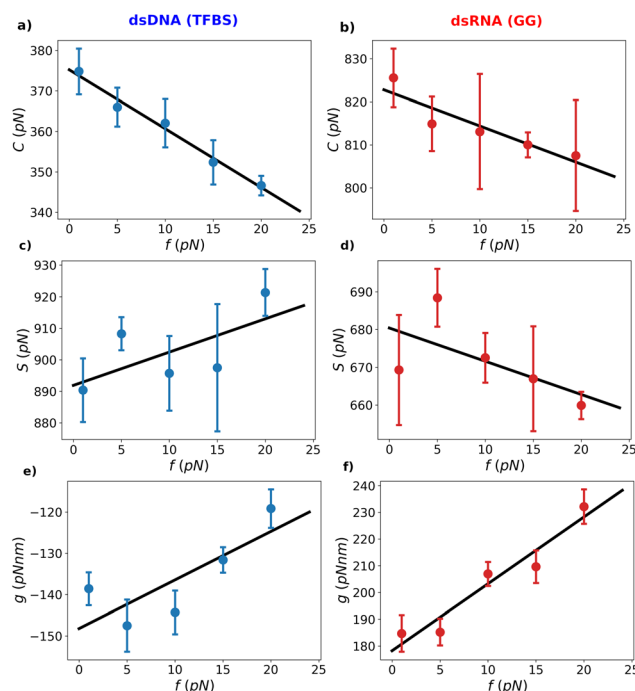 dsDNA (TFBS)
dsRNA (GG)
a)
380
370
360
350
340
C (pN)
0 5 10 15 20 25
f (pN)
b)
830
820
810
800
C (pN)
0 5 10 15 20 25
f (pN)
c)
930
920
910
900
890
880
S (pN)
0 5 10 15 20 25
f (pN)
d)
690
680
670
660
S (pN)
0 5 10 15 20 25
f (pN)
e)
−120
−130
−140
−150
g (pNnm)
0 5 10 15 20 25
f (pN)
f)
240
230
220
210
200
190
180
g (pNnm)
0 5 10 15 20 25
f (pN)